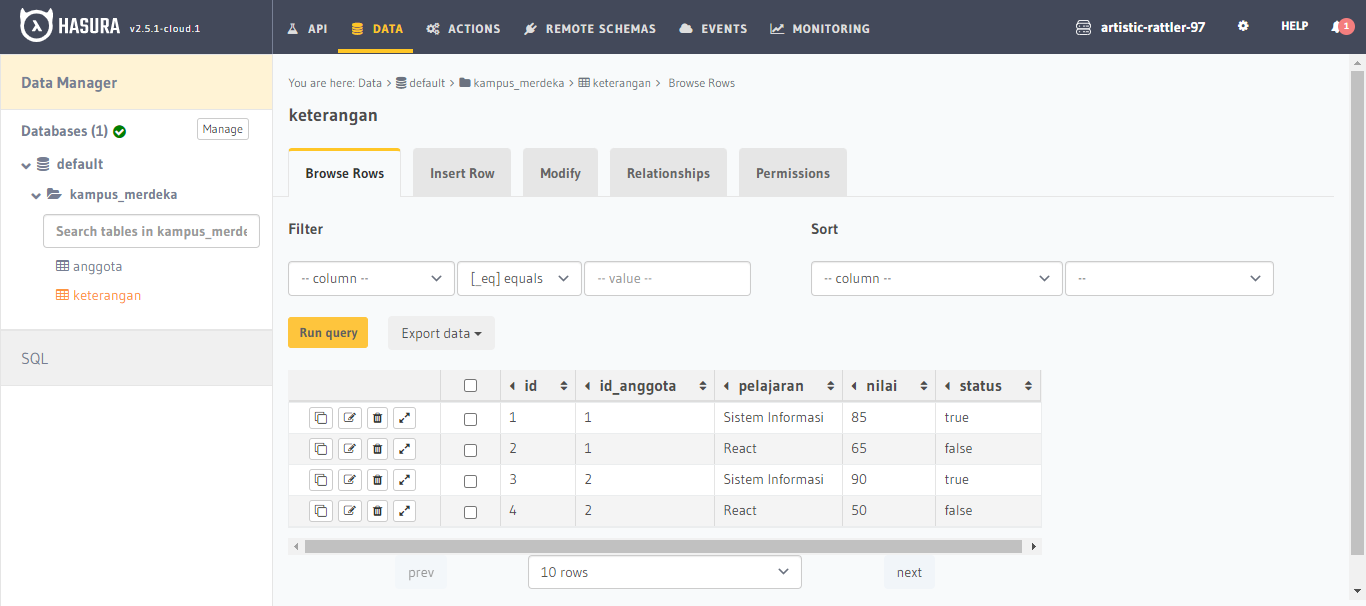 HASURA v2.5.1-cloud.1
API DATA ACTIONS REMOTE SCHEMAS EVENTS MONITORING
artistic-rattler-97 HELP 1
Data Manager
Databases (1) Manage
default
kampus_merdeka
Search tables in kampus_merde
anggota
keterangan
SQL
You are here: Data > default > kampus_merdeka > keterangan > Browse Rows
keterangan
Browse Rows Insert Row Modify Relationships Permissions
Filter Sort
-- column -- [_eq] equals -- value -- -- column -- --
Run query Export data
id id_anggota pelajaran nilai status
1 1 Sistem Informasi 85 true
2 1 React 65 false
3 2 Sistem Informasi 90 true
4 2 React 50 false
prev 10 rows next